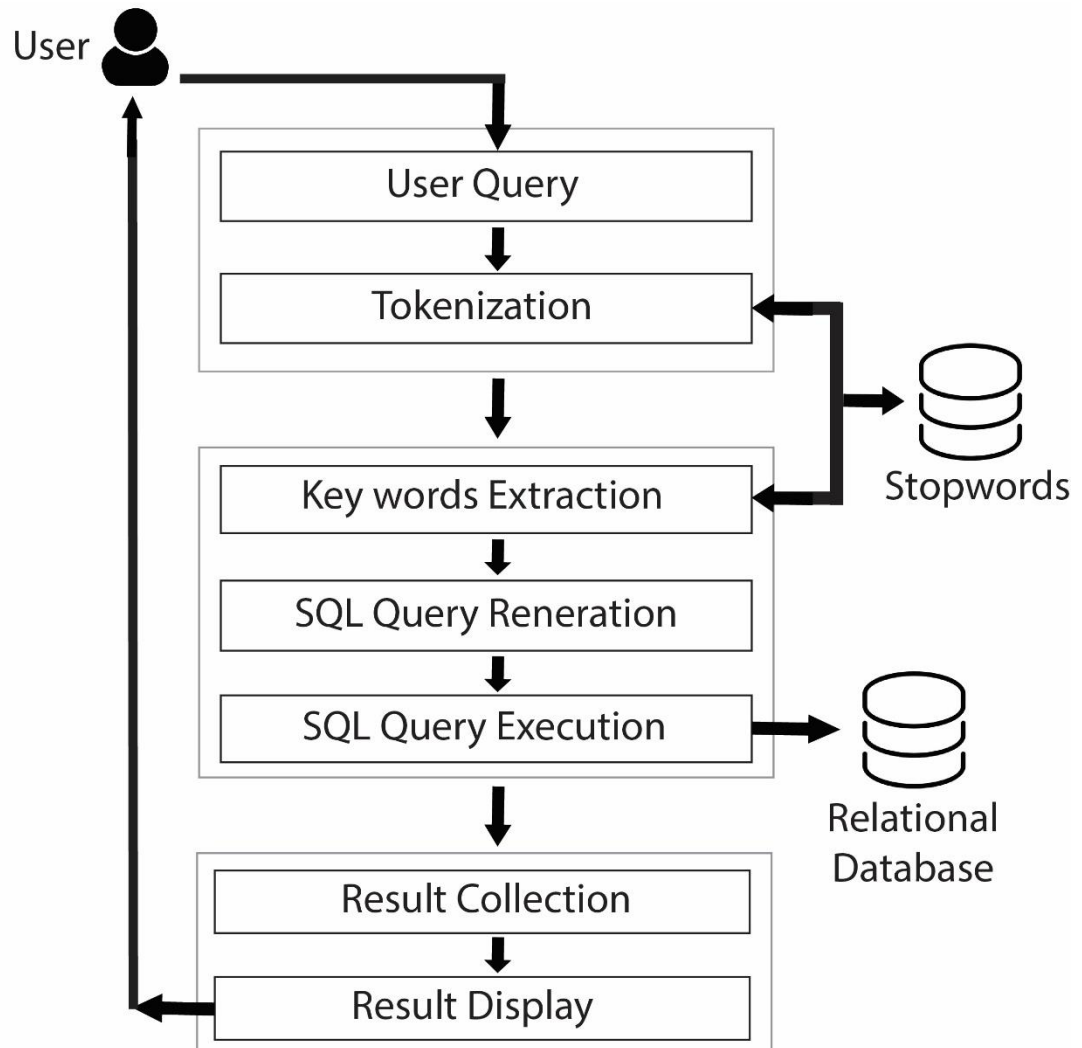 User
User Query
Tokenization
Stopwords
Key words Extraction
SQL Query Reneration
SQL Query Execution
Relational
Database
Result Collection
Result Display